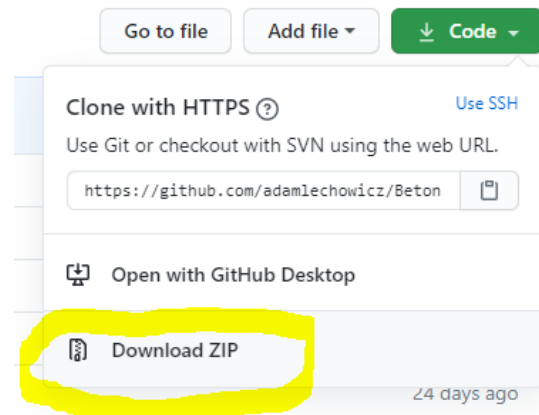 Go to file Add file Code
Clone with HTTPS Use SSH
Use Git or checkout with SVN using the web URL.
https://github.com/adamlechowicz/Beton
Open with GitHub Desktop
Download ZIP
24 days ago